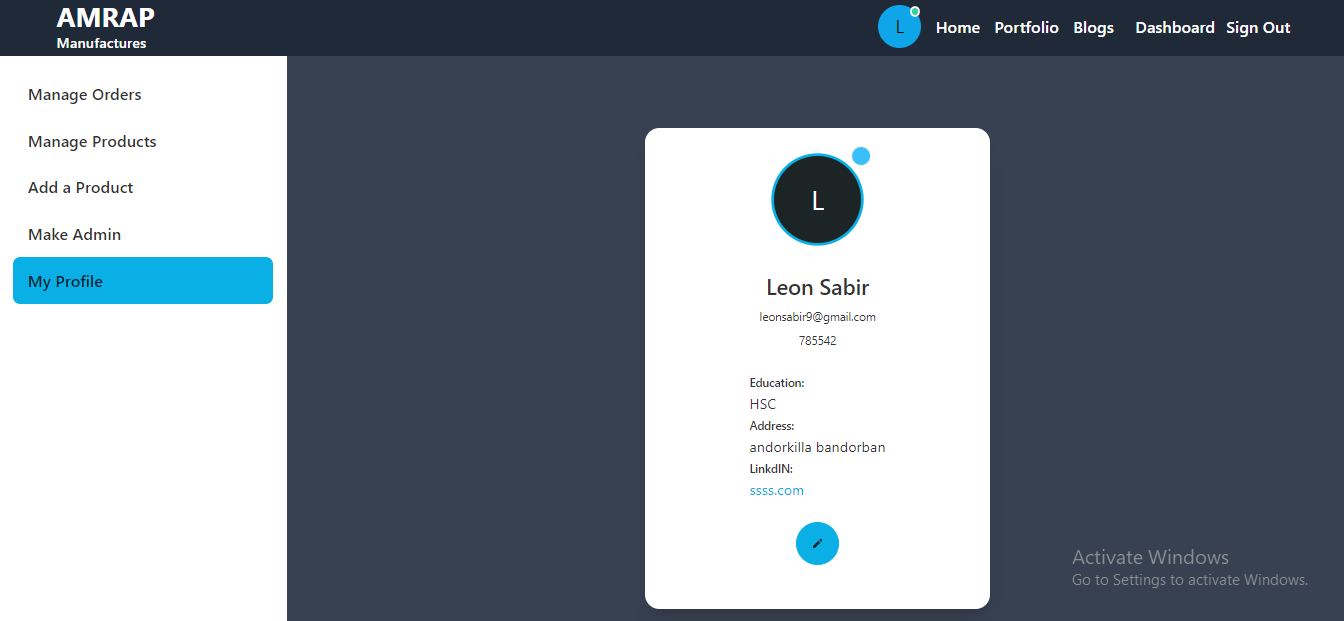 AMRAP
Manufactures
L
Home Portfolio Blogs Dashboard Sign Out
Manage Orders
Manage Products
Add a Product
Make Admin
My Profile
L
Leon Sabir
leonsabir9@gmail.com
785542
Education:
HSC
Address:
andorkilla bandorban
LinkdIN:
ssss.com
Activate Windows
Go to Settings to activate Windows.